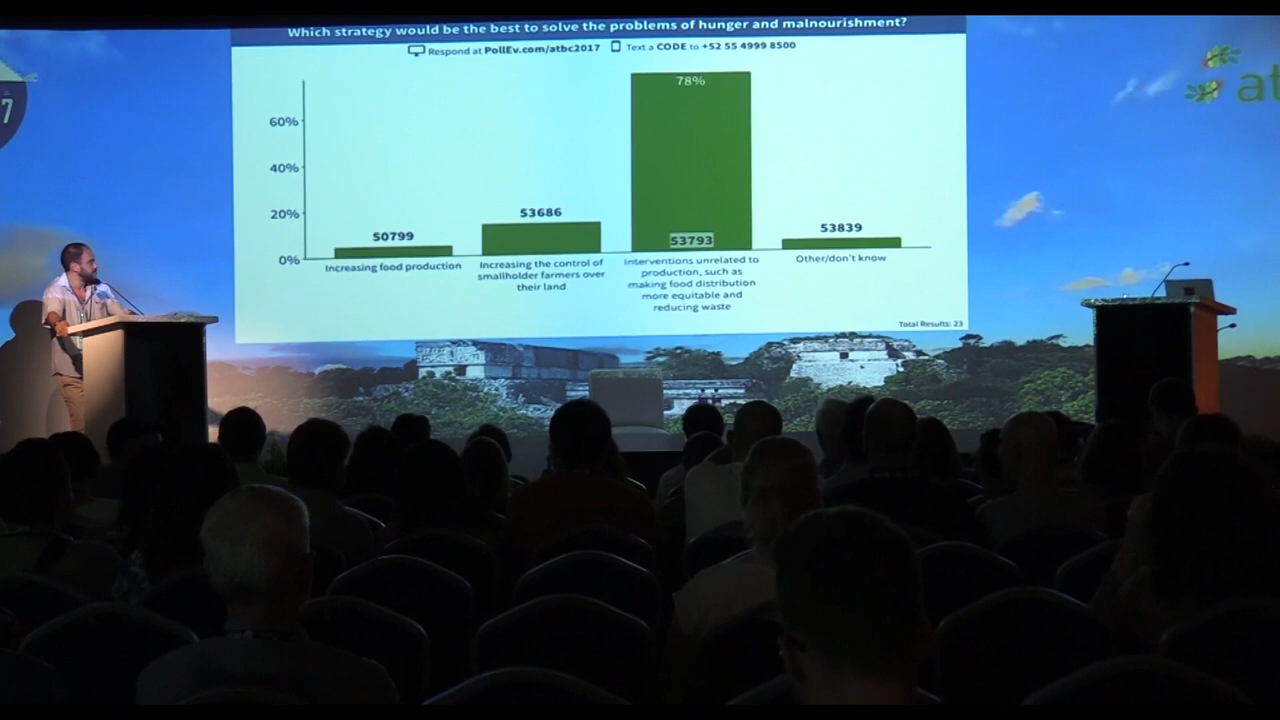 Which strategy would be the best to solve the problems of hunger and malnourishment?
Respond at PollEv.com/atbc2017 Text a CODE to +52 55 4999 8500
7
at
78%
60%
40%
20%
0%
50799
53686
53793
53839
Increasing food production
Increasing the control of
smallholder farmers over
their land
Interventions unrelated to
production, such as
making food distribution
more equitable and
reducing waste
Other/don't know
Total Results: 23